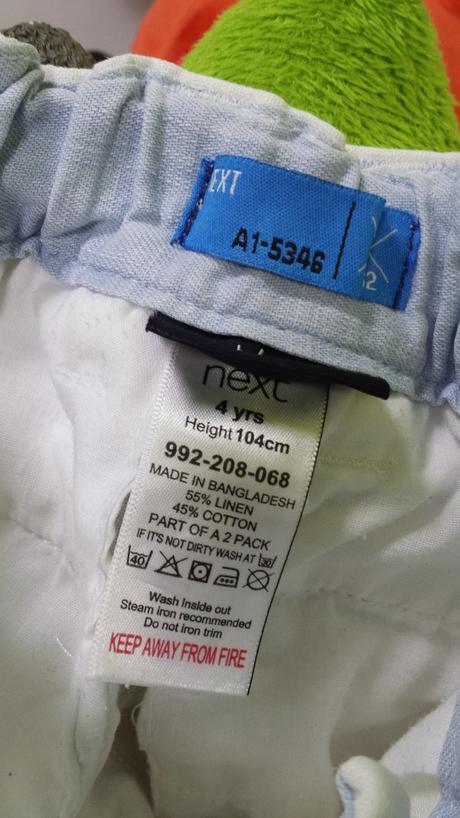 EXT
A1-5346
12
next
4 yrs
Height 104cm
992-208-068
MADE IN BANGLADESH
55% LINEN
45% COTTON
PART OF A 2 PACK
IF IT'S NOT DIRTY WASH AT 30
40
Wash inside out
Steam iron recommended
Do not iron trim
KEEP AWAY FROM FIRE